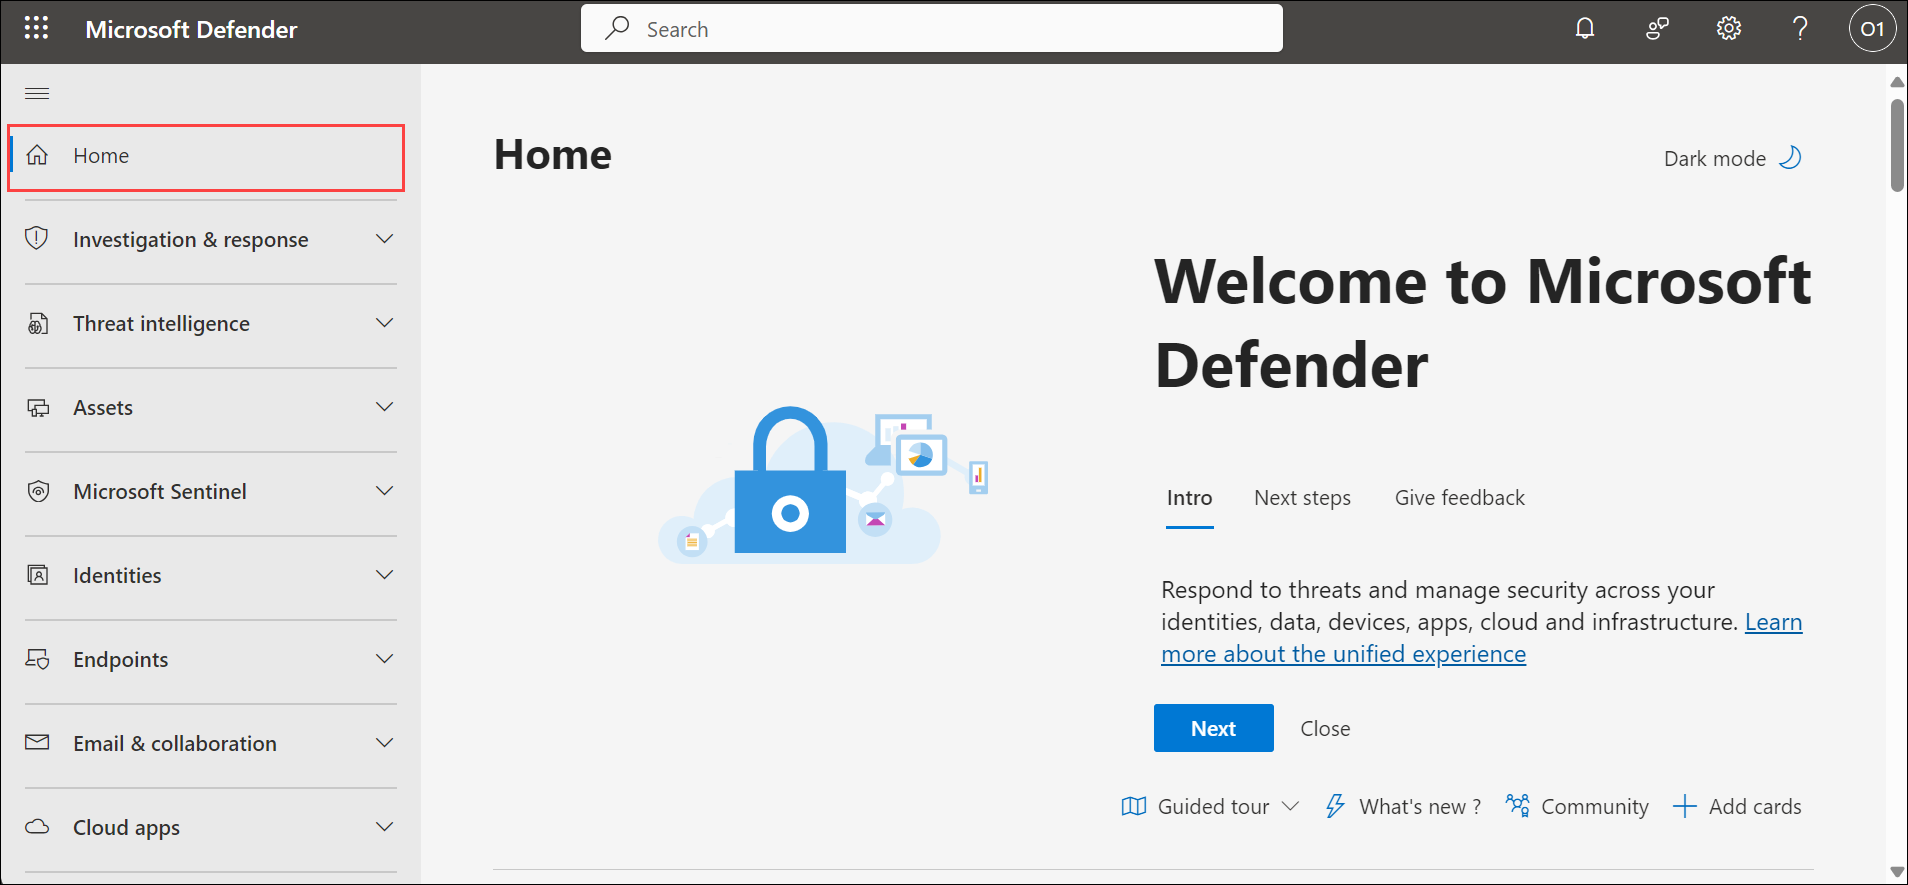 Microsoft Defender
Search
O1
Home
Investigation & response
Threat intelligence
Assets
Microsoft Sentinel
Identities
Endpoints
Email & collaboration
Cloud apps
Home
Dark mode
Welcome to Microsoft
Defender
Intro Next steps Give feedback
Respond to threats and manage security across your
identities, data, devices, apps, cloud and infrastructure. Learn
more about the unified experience
Next Close
Guided tour What's new ? Community Add cards